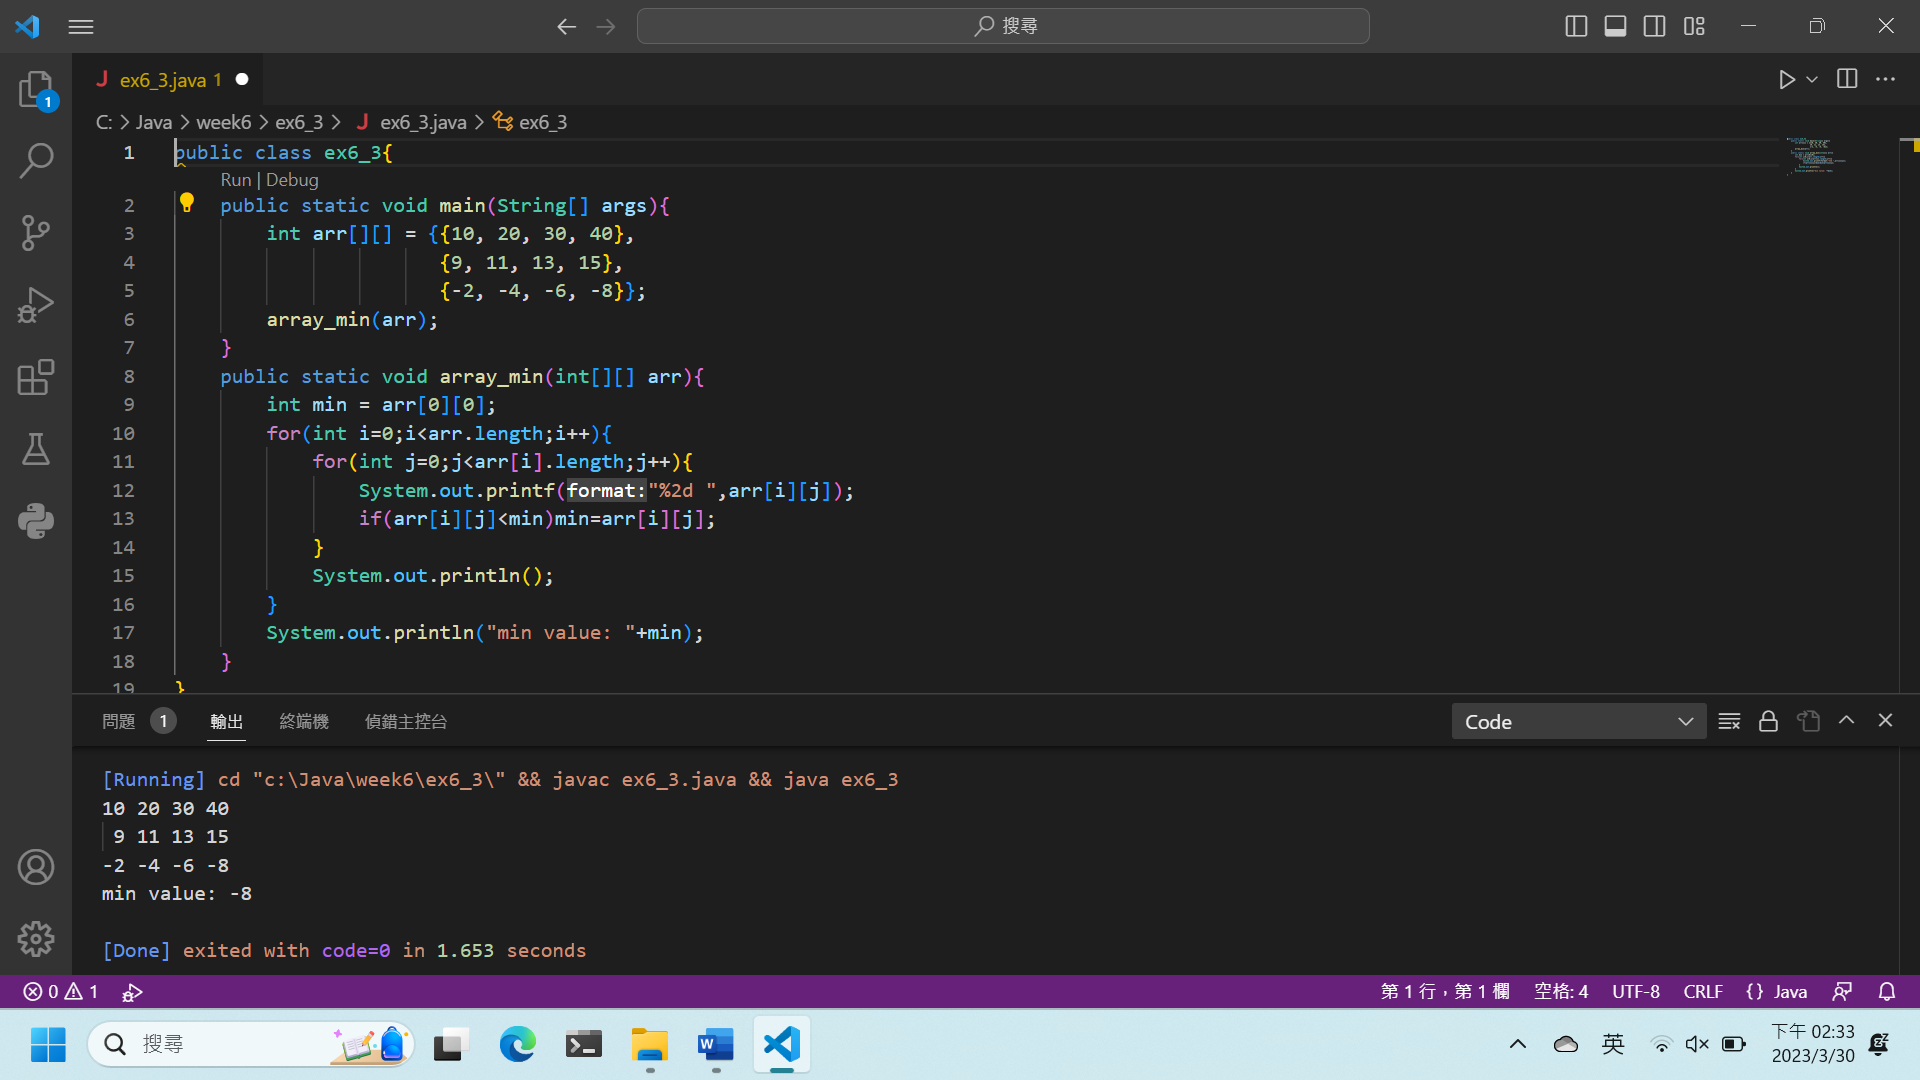 搜尋
ex6_3.java 1
1
C: > Java > week6 > ex6_3 > J ex6_3.java > ex6_3
1 public class ex6_3{
Run | Debug
2 public static void main(String[] args){
3 int arr[][] = {{10, 20, 30, 40},
4 {9, 11, 13, 15},
5 {-2, -4, -6, -8}};
6 array_min(arr);
7 }
8 public static void array_min(int[][] arr){
9 int min = arr[0][0];
10 for(int i=0;i<arr.length;i++){
11 for(int j=0;j<arr[i].length;j++){
12 System.out.printf(format:"%2d ",arr[i][j]);
13 if(arr[i][j]<min)min=arr[i][j];
14 }
15 System.out.println();
16 }
17 System.out.println("min value: "+min);
18 }
19 }
問題 1 輸出 終端機 偵錯主控台 Code
[Running] cd "c:\Java\week6\ex6_3\" && javac ex6_3.java && java ex6_3
10 20 30 40
9 11 13 15
-2 -4 -6 -8
min value: -8
[Done] exited with code=0 in 1.653 seconds
0 1 第 1 行，第 1 欄 空格: 4 UTF-8 CRLF {} Java
搜尋 英 下午 02:33
2023/3/30